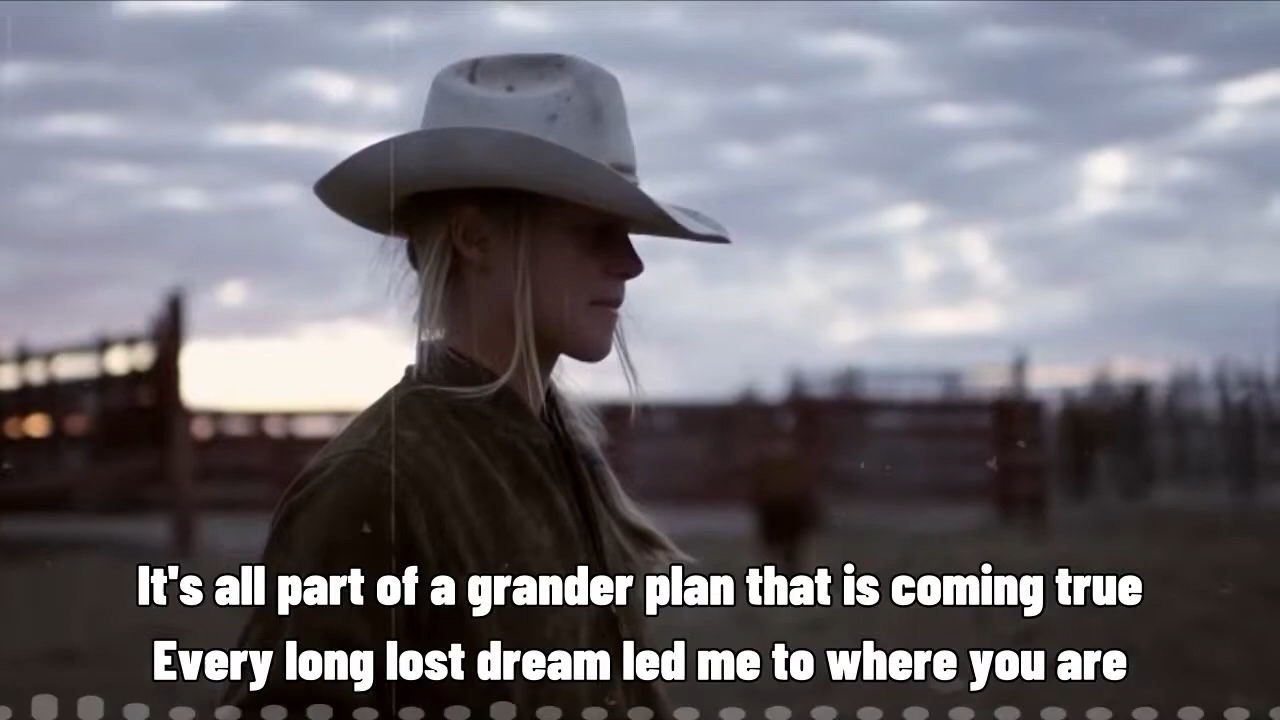 It's all part of a grander plan that is coming true
Every long lost dream led me to where you are